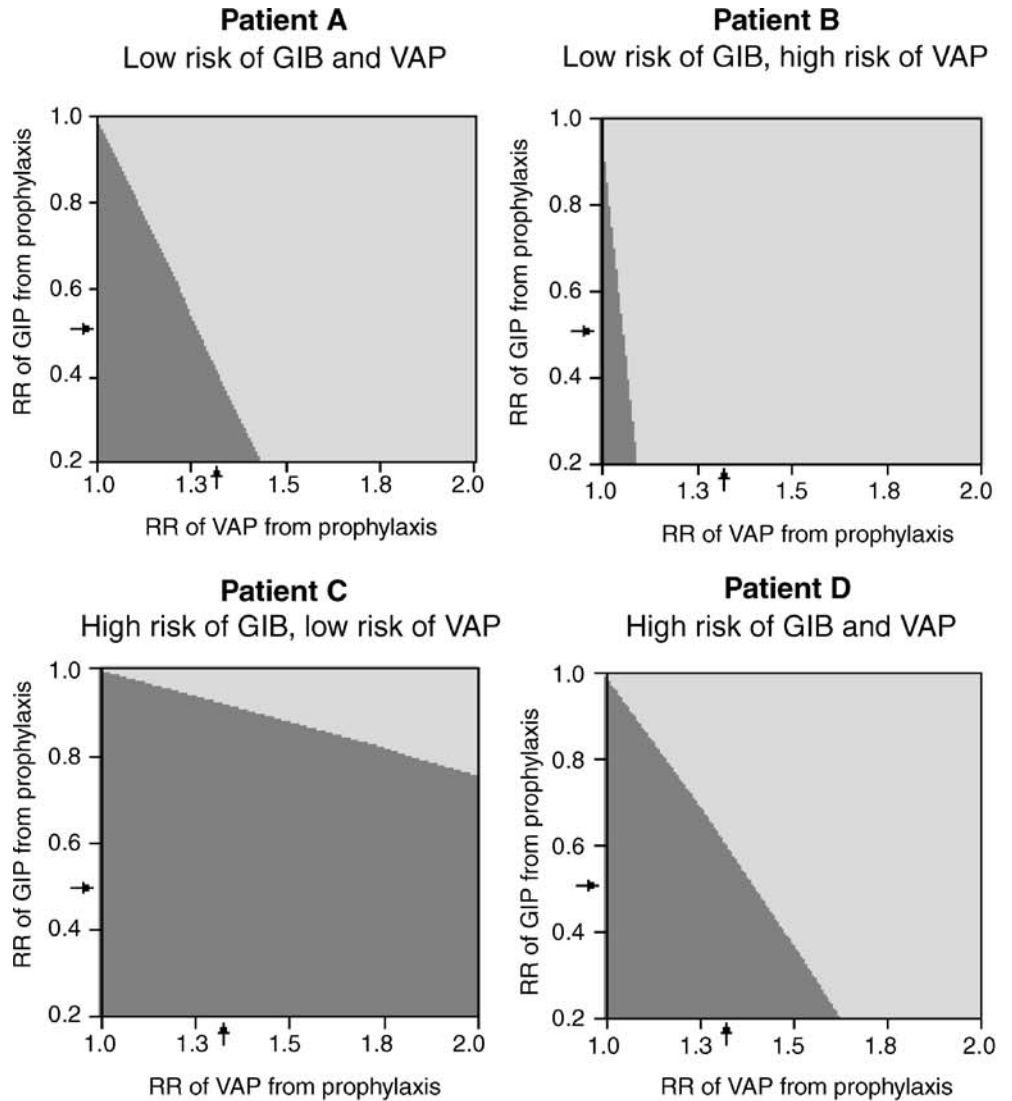 Patient A
Low risk of GIB and VAP
RR of GIP from prophylaxis
1.0
0.8
0.6
0.4
0.2
1.0
1.3
1.5
1.8
2.0
RR of VAP from prophylaxis
Patient B
Low risk of GIB, high risk of VAP
RR of GIP from prophylaxis
1.0
0.8
0.6
0.4
0.2
1.0
1.3
1.5
1.8
2.0
RR of VAP from prophylaxis
Patient C
High risk of GIB, low risk of VAP
RR of GIP from prophylaxis
1.0
0.8
0.6
0.4
0.2
1.0
1.3
1.5
1.8
2.0
RR of VAP from prophylaxis
Patient D
High risk of GIB and VAP
RR of GIP from prophylaxis
1.0
0.8
0.6
0.4
0.2
1.0
1.3
1.5
1.8
2.0
RR of VAP from prophylaxis